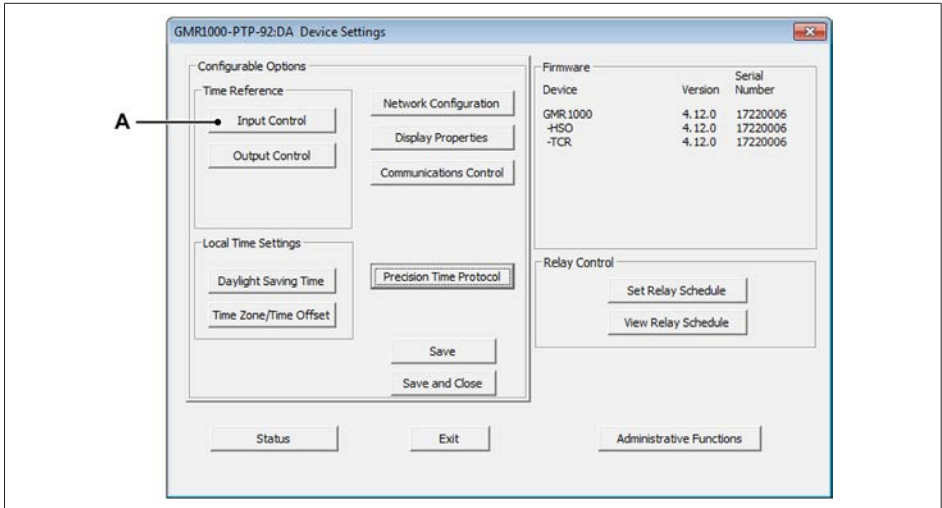 GMR1000-PTP-92:DA Device Settings
Configurable Options
Time Reference
A
Input Control
Output Control
Network Configuration
Display Properties
Communications Control
Local Time Settings
Daylight Saving Time
Time Zone/Time Offset
Precision Time Protocol
Save
Save and Close
Firmware
Device Version Serial Number
GMR1000 4.12.0 17220006
-HSO 4.12.0 17220006
-TCR 4.12.0 17220006
Relay Control
Set Relay Schedule
View Relay Schedule
Status
Exit
Administrative Functions